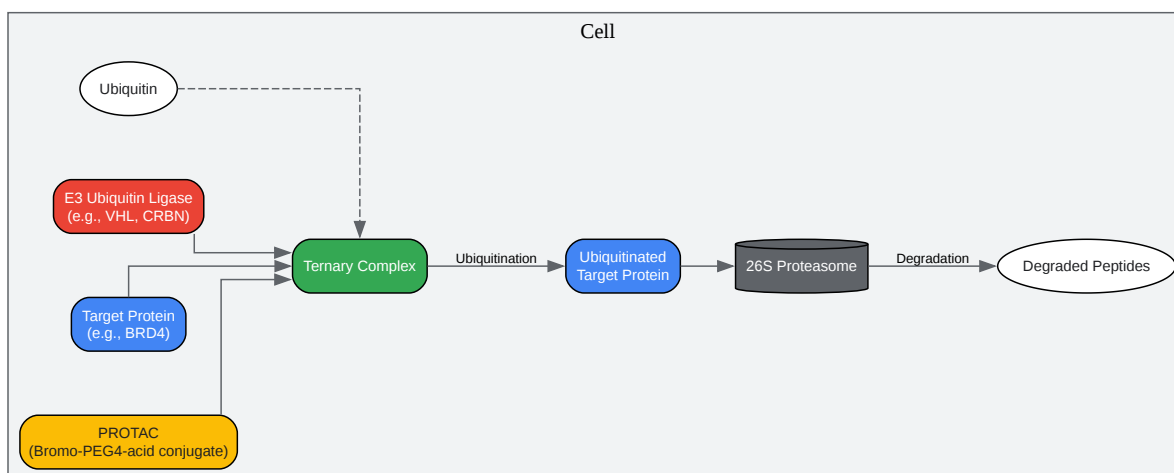 Cell
Ubiquitin
E3 Ubiquitin Ligase
(e.g., VHL, CRBN)
Ternary Complex
Ubiquitination
Ubiquitinated
Target Protein
26S Proteasome
Degradation
Degraded Peptides
Target Protein
(e.g., BRD4)
PROTAC
(Bromo-PEG4-acid conjugate)